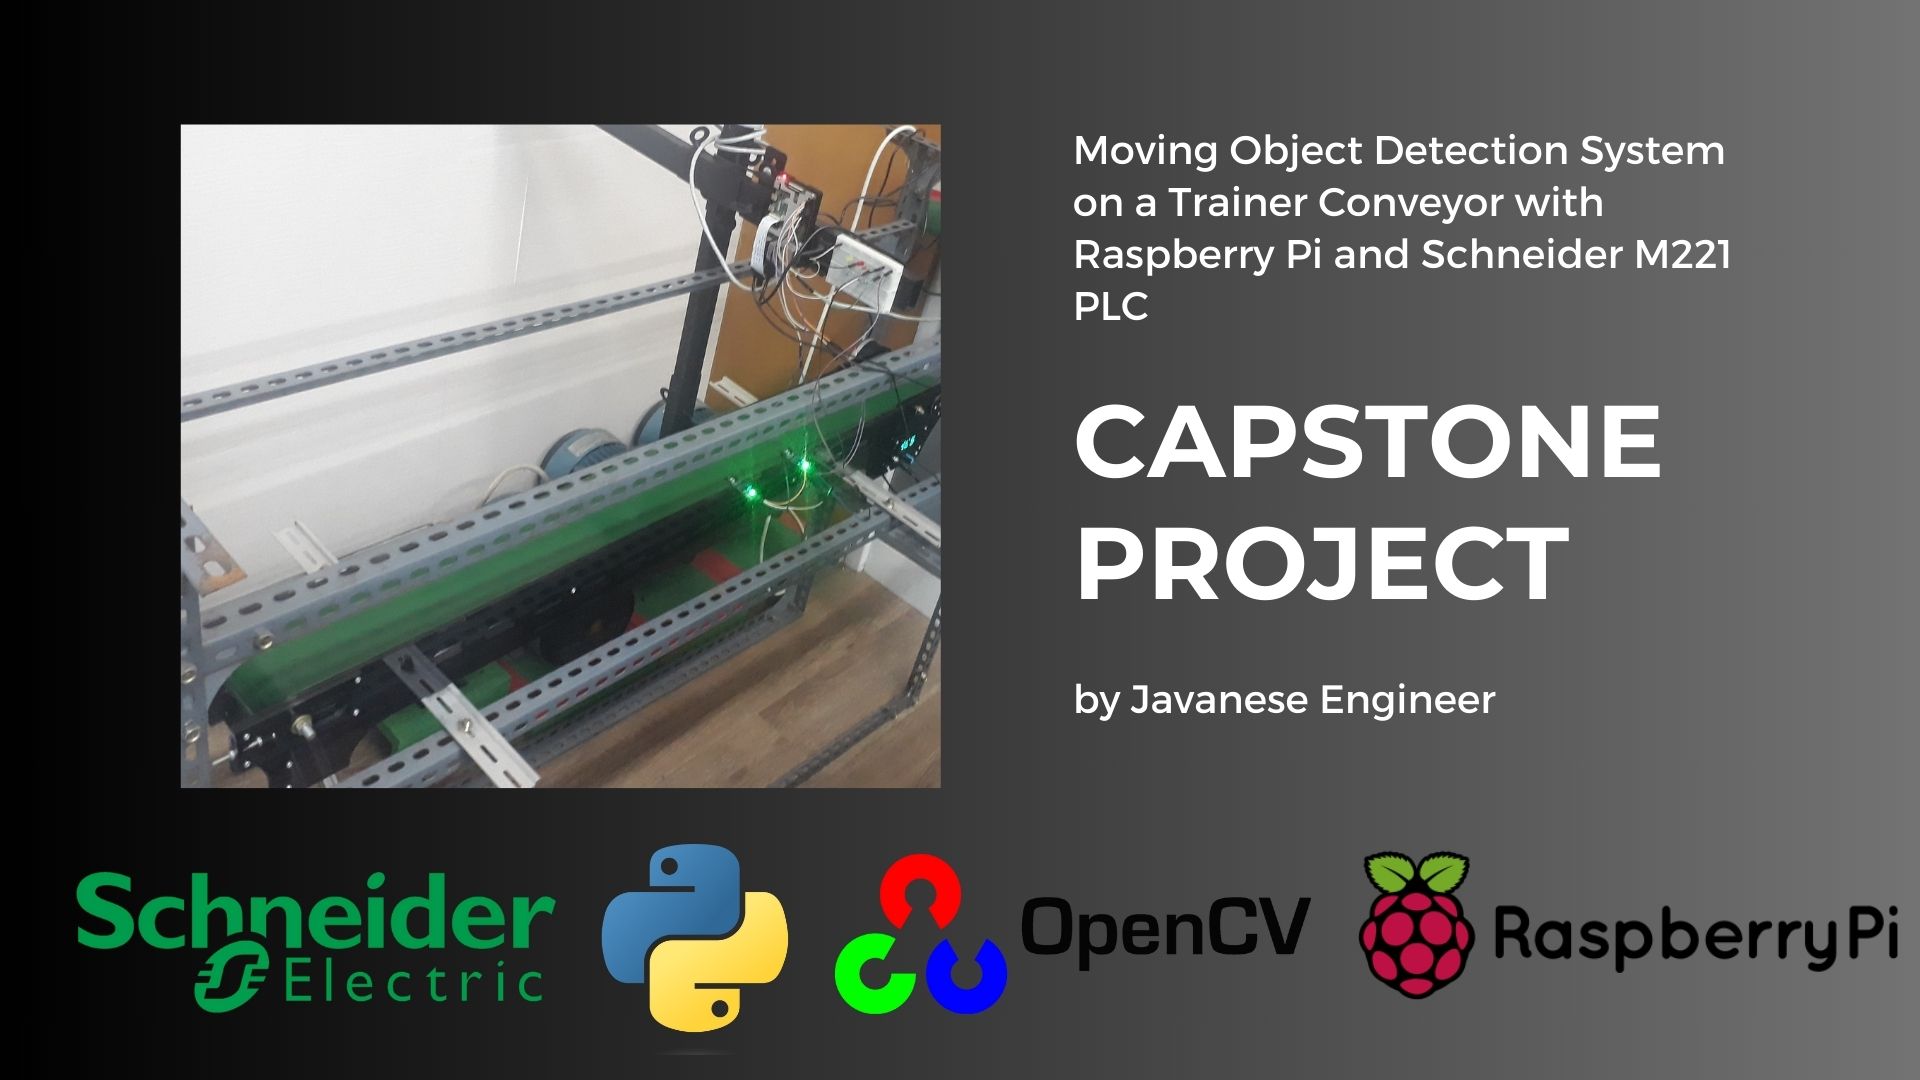 Moving Object Detection System
on a Trainer Conveyor with
Raspberry Pi and Schneider M221
PLC
CAPSTONE
PROJECT
by Javanese Engineer
Schneider
Electric
OpenCV
RaspberryPi